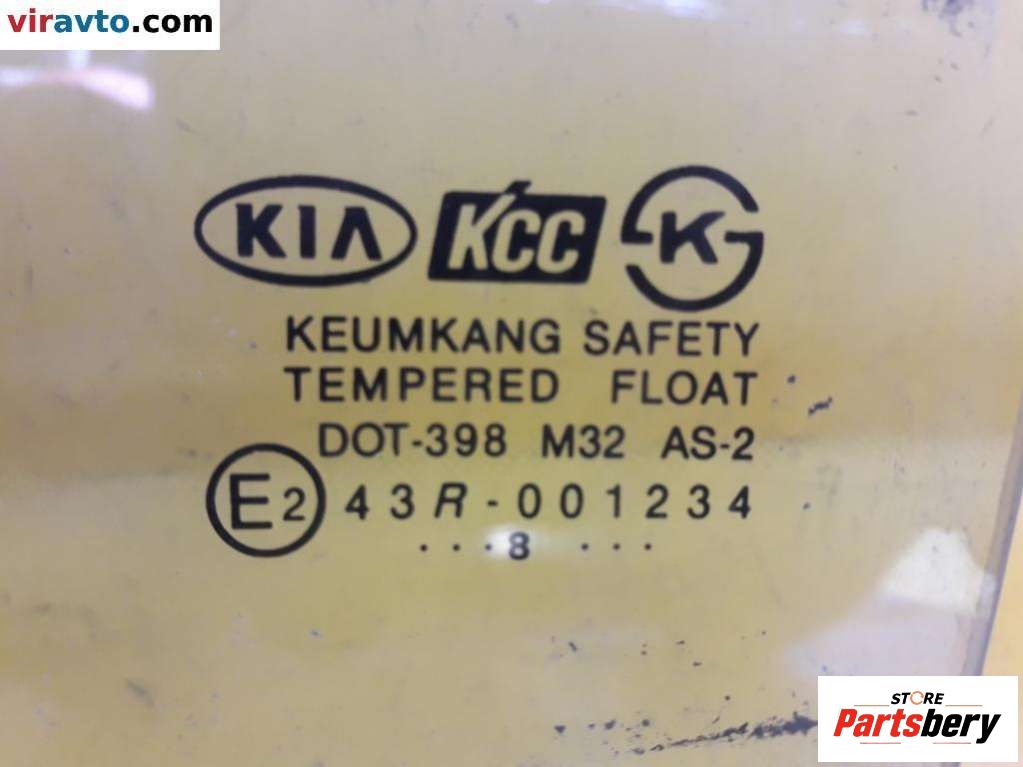 viravto.com
KIA KCC K
KEUMKANG SAFETY
TEMPERED FLOAT
DOT-398 M32 AS-2
E2 43R-001234
...8 ...
STORE
Partsbery